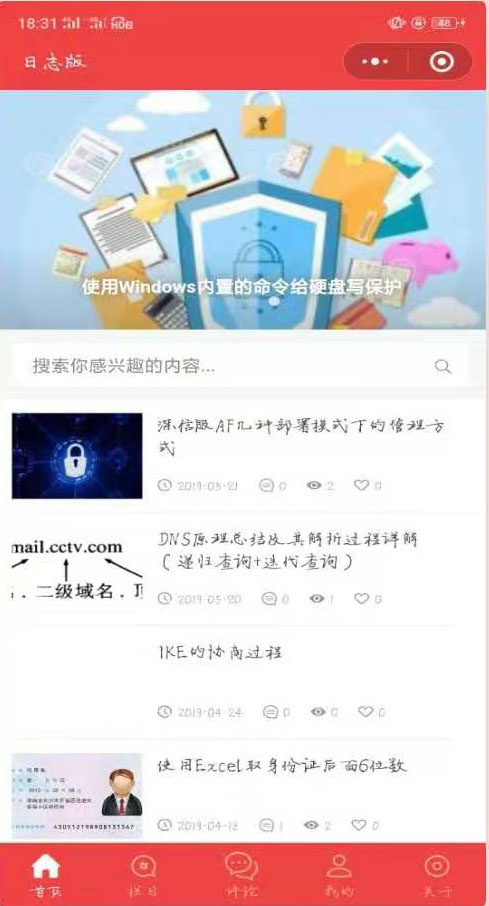 18:31
48
日志版
使用Windows内置的命令给硬盘写保护
搜索你感兴趣的内容...
深信服AF几种部署模式下的管理方
式
2019-05-21 0 2 0
mail.cctv.com
DNS原理总结及其解析过程详解
(递归查询+迭代查询)
. 二级域名 .
2019-05-20 0 1 0
IKE的协商过程
2019-04-24 0 0 0
使用Excel取身份证后面6位数
2019-04-18 1 2 0
首页 栏目 评论 我的 关于